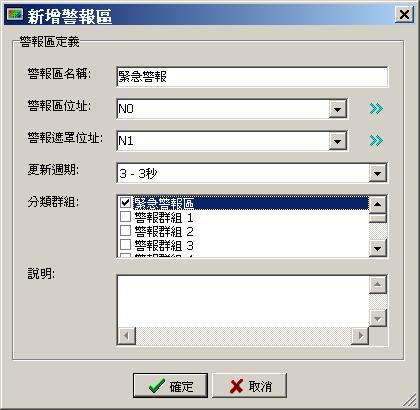 新增警報區
警報區定義
警報區名稱: 緊急警報
警報區位址: N0
警報遮罩位址: N1
更新週期: 3 - 3秒
分類群組: 緊急警報區
警報群組 1
警報群組 2
警報群組 3
說明:
確定 取消